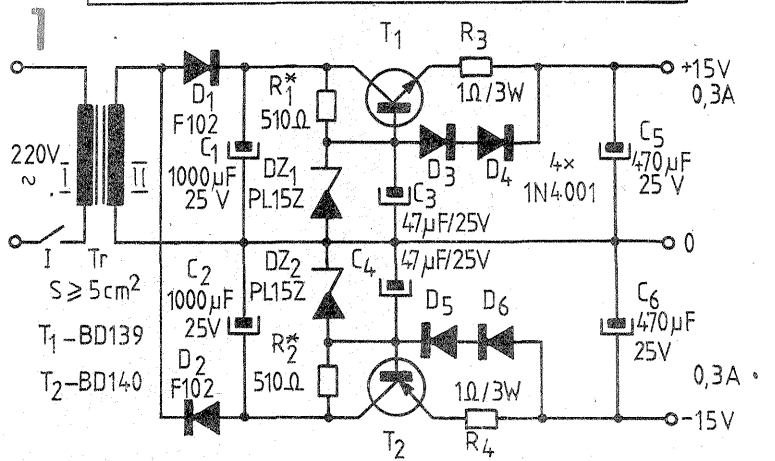 1
T1
R3
1Ω/3W
+15V
0,3A
D1
F102
R1*
510Ω
220V
~
I
II
C1
1000µF
25V
DZ1
PL15Z
D3
D4
4×
1N4001
C3
47µF/25V
C5
470µF
25V
0
I
Tr
S ≥ 5cm²
C2
1000µF
25V
DZ2
PL15Z
C4
47µF/25V
D5
D6
C6
470µF
25V
T1-BD139
T2-BD140
D2
F102
R2*
510Ω
1Ω/3W
R4
T2
0,3A
-15V